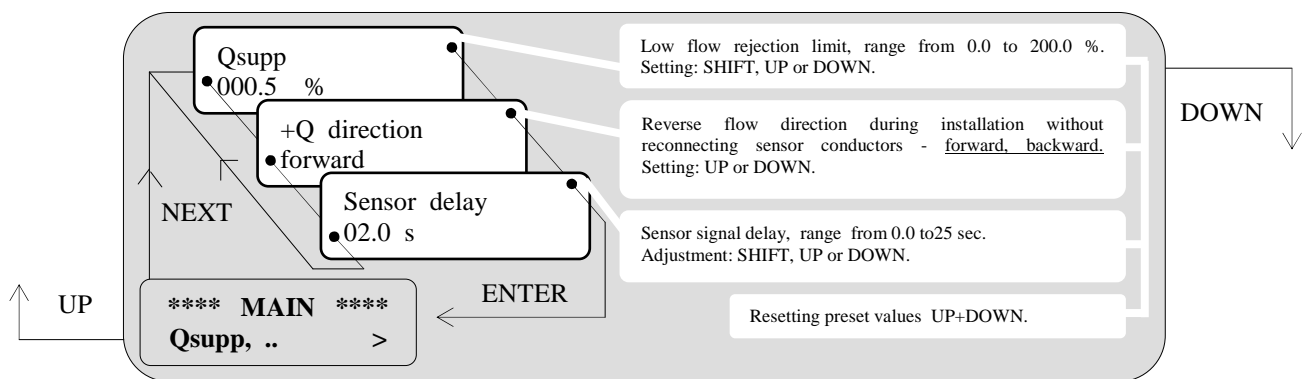 Qsupp
000.5 %
+Q direction
forward
Sensor delay
02.0 s
NEXT
UP
**** MAIN ****
Qsupp, .. >
ENTER
Low flow rejection limit, range from 0.0 to 200.0 %.
Setting: SHIFT, UP or DOWN.
Reverse flow direction during installation without
reconnecting sensor conductors - forward, backward.
Setting: UP or DOWN.
Sensor signal delay, range from 0.0 to25 sec.
Adjustment: SHIFT, UP or DOWN.
Resetting preset values UP+DOWN.
DOWN